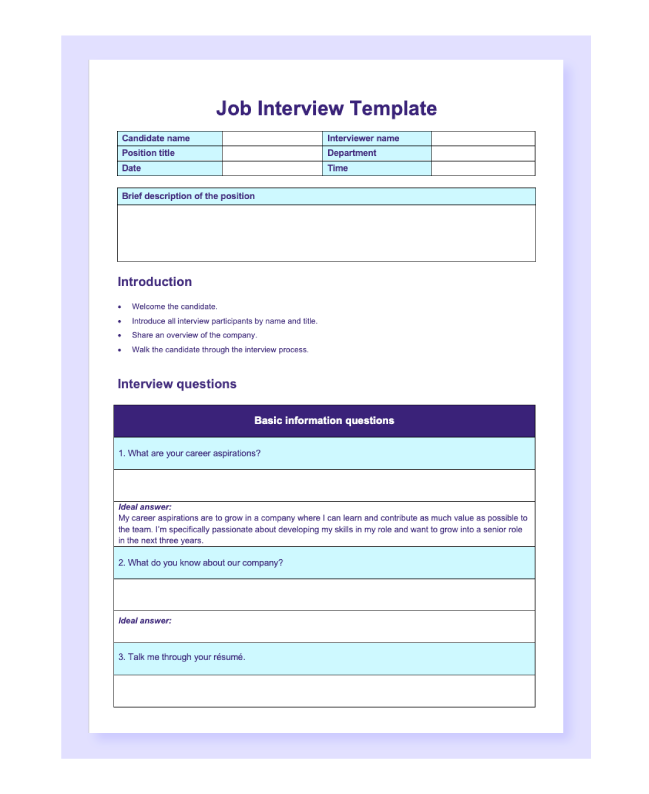 Job Interview Template
Candidate name Interviewer name
Position title Department
Date Time
Brief description of the position
Introduction
• Welcome the candidate.
• Introduce all interview participants by name and title.
• Share an overview of the company.
• Walk the candidate through the interview process.
Interview questions
Basic information questions
1. What are your career aspirations?
Ideal answer:
My career aspirations are to grow in a company where I can learn and contribute as much value as possible to
the team. I'm specifically passionate about developing my skills in my role and want to grow into a senior role
in the next three years.
2. What do you know about our company?
Ideal answer:
3. Talk me through your résumé.